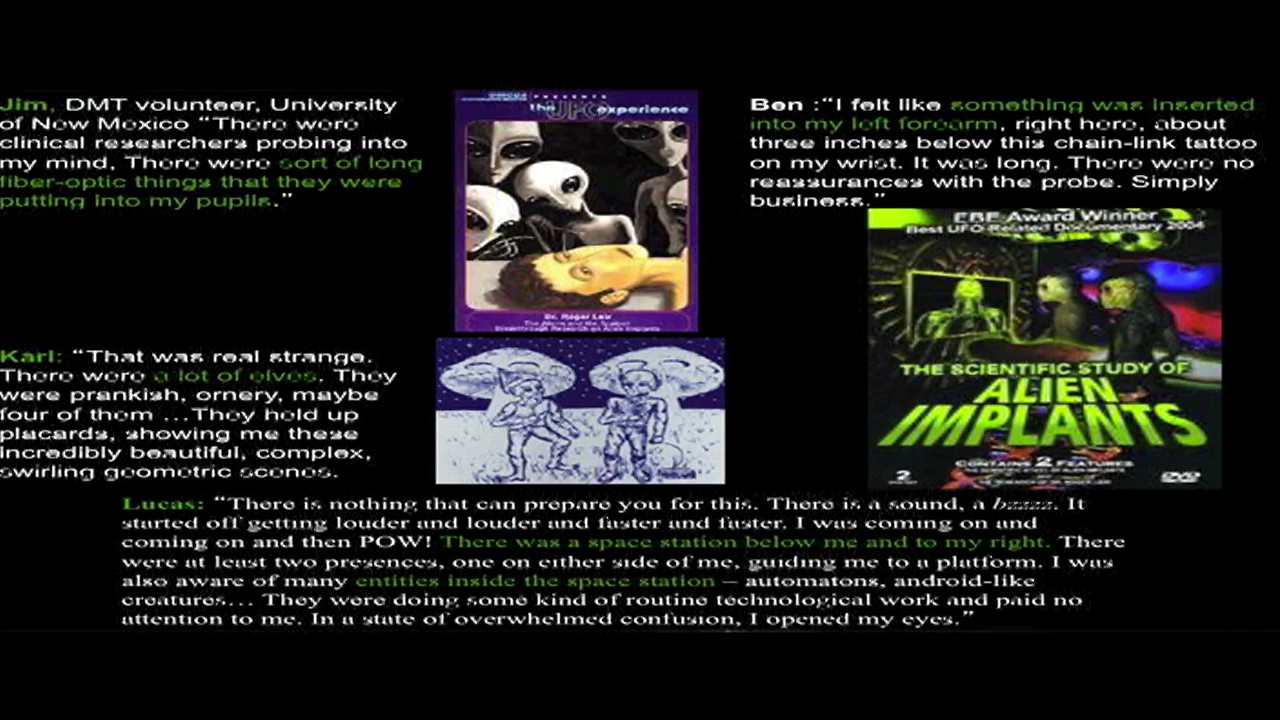 Jim, DMT volunteer, University
of New Mexico “There were
clinical researchers probing into
my mind, There were sort of long
fiber-optic things that they were
putting into my pupils.”
PRESENTS
the UFO experience
Dr. Roger Leir
The Aliens and the Scalpel
Ben :“I felt like something was inserted
into my left forearm, right here, about
three inches below this chain-link tattoo
on my wrist. It was long. There were no
reassurances with the probe. Simply
business.”
EBE Award Winner
Best UFO Related Documentary 2004
THE SCIENTIFIC STUDY OF
ALIEN
IMPLANTS
CONTAINS 2 FEATURES
2
DVD
Karl: “That was real strange.
There were a lot of elves. They
were prankish, ornery, maybe
four of them …They held up
placards, showing me these
incredibly beautiful, complex,
swirling geometric scenes.
Lucas: “There is nothing that can prepare you for this. There is a sound, a bzzzz. It
started off getting louder and louder and faster and faster. I was coming on and
coming on and then POW! There was a space station below me and to my right. There
were at least two presences, one on either side of me, guiding me to a platform. I was
also aware of many entities inside the space station – automatons, android-like
creatures… They were doing some kind of routine technological work and paid no
attention to me. In a state of overwhelmed confusion, I opened my eyes.”